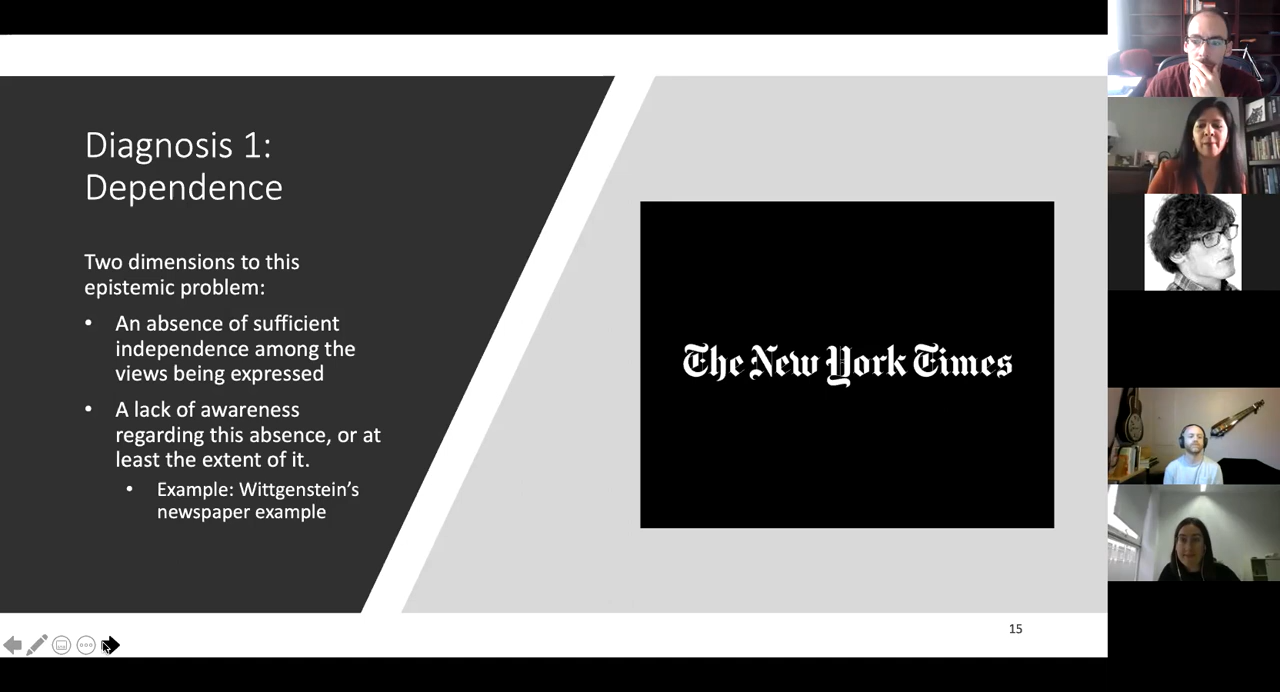 Diagnosis 1:
Dependence
Two dimensions to this
epistemic problem:
• An absence of sufficient
independence among the
views being expressed
• A lack of awareness
regarding this absence, or at
least the extent of it.
• Example: Wittgenstein's
newspaper example
The New York Times
15